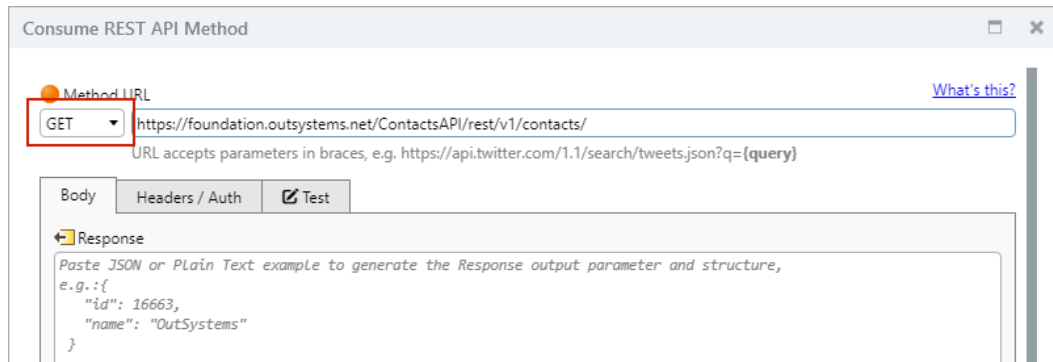 Consume REST API Method
Method URL
What's this?
GET
https://foundation.outsystems.net/ContactsAPI/rest/v1/contacts/
URL accepts parameters in braces, e.g. https://api.twitter.com/1.1/search/tweets.json?q={query}
Body Headers / Auth Test
Response
Paste JSON or Plain Text example to generate the Response output parameter and structure,
e.g.:{
"id": 16663,
"name": "OutSystems"
}